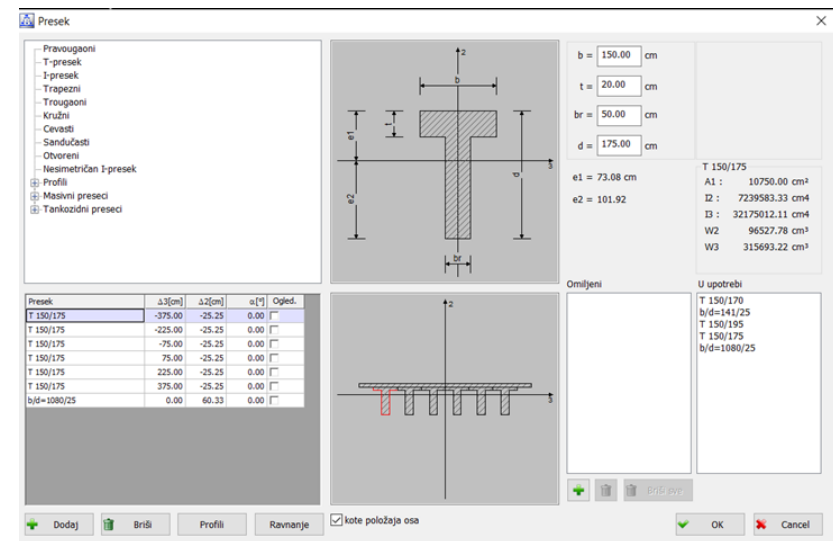 Presek
Pravougaoni
T-presek
I-presek
Trapezni
Trougaoni
Kružni
Cevasti
Sandučasti
Otvoreni
Nesimetričan I-presek
Profili
Masivni preseci
Tankozidni preseci
2
b
t
e1
d
3
e2
br
b = 150.00 cm
t = 20.00 cm
br = 50.00 cm
d = 175.00 cm
e1 = 73.08 cm
e2 = 101.92
T 150/175
A1 : 10750.00 cm²
I2 : 7239583.33 cm4
I3 : 32175012.11 cm4
W2 96527.78 cm³
W3 315693.22 cm³
Presek Δ3[cm] Δ2[cm] α[°] Ogled.
T 150/175 -375.00 -25.25 0.00
T 150/175 -225.00 -25.25 0.00
T 150/175 -75.00 -25.25 0.00
T 150/175 75.00 -25.25 0.00
T 150/175 225.00 -25.25 0.00
T 150/175 375.00 -25.25 0.00
b/d=1080/25 0.00 60.33 0.00
2
3
Omiljeni
U upotrebi
T 150/170
b/d=141/25
T 150/195
T 150/175
b/d=1080/25
Briši sve
Dodaj Briši Profili Ravnanje
kote položaja osa
OK Cancel